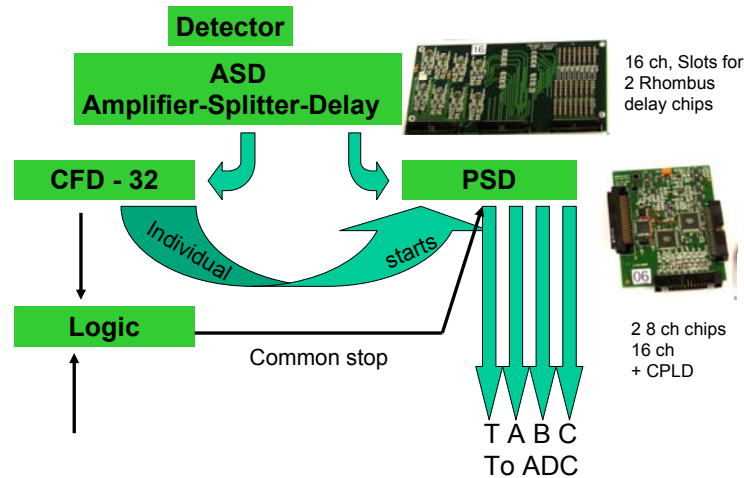 Detector
ASD
Amplifier-Splitter-Delay
16
16 ch, Slots for
2 Rhombus
delay chips
CFD - 32
PSD
Individual
starts
06
Logic
Common stop
2 8 ch chips
16 ch
+ CPLD
T A B C
To ADC